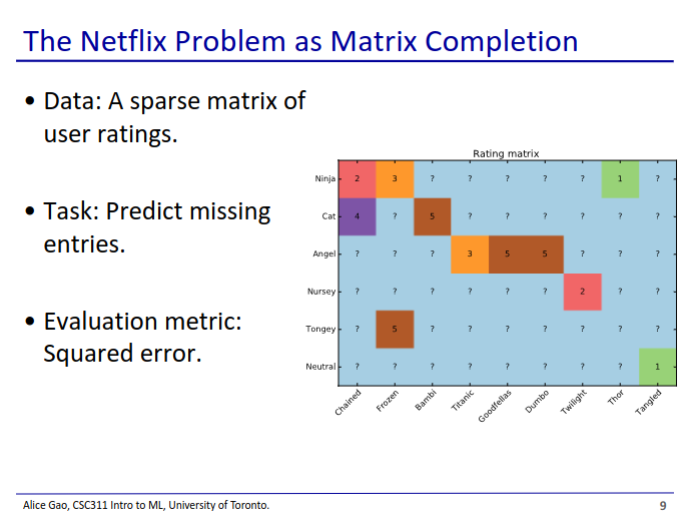 The Netflix Problem as Matrix Completion
• Data: A sparse matrix of
user ratings.
• Task: Predict missing
entries.
• Evaluation metric:
Squared error.
Rating matrix
Ninja 2 3 ? ? ? ? ? 1 ?
Cat 4 ? 5 ? ? ? ? ? ?
Angel ? ? ? 3 5 5 ? ? ?
Nursey ? ? ? ? ? ? 2 ? ?
Tongey ? 5 ? ? ? ? ? ? ?
Neutral ? ? ? ? ? ? ? ? 1
Chained Frozen Bambi Titanic Goodfellas Dumbo Twilight Thor Tangled
Alice Gao, CSC311 Intro to ML, University of Toronto. 9